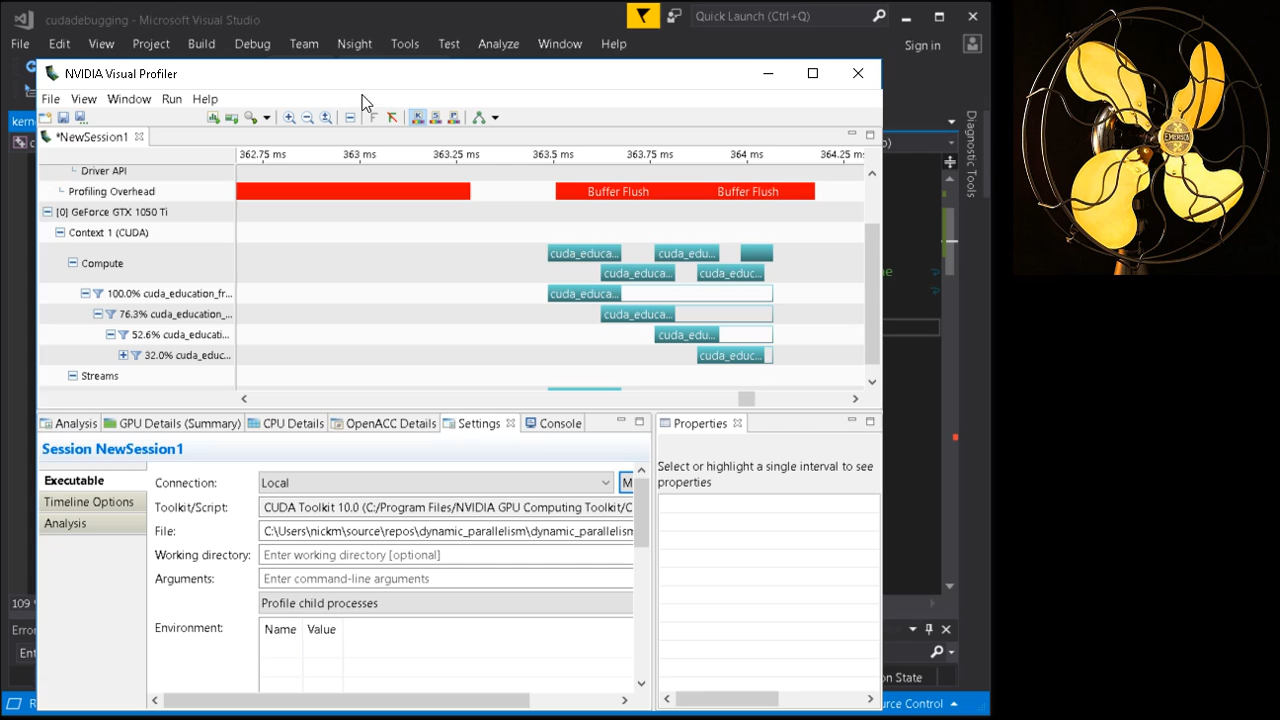 cudadebugging - Microsoft Visual Studio
Quick Launch (Ctrl+Q)
File Edit View Project Build Debug Team Nsight Tools Test Analyze Window Help
Sign in
NVIDIA Visual Profiler
File View Window Run Help
*NewSession1
362.75 ms 363 ms 363.25 ms 363.5 ms 363.75 ms 364 ms 364.25 ms
Driver API
Profiling Overhead Buffer Flush Buffer Flush
[0] GeForce GTX 1050 Ti
Context 1 (CUDA)
cuda_educa... cuda_edu...
Compute
cuda_educa... cuda_educ...
100.0% cuda_education_fr... cuda_educa...
76.3% cuda_education_... cuda_educa...
52.6% cuda_educati... cuda_edu...
32.0% cuda_educ... cuda_educ...
Streams
Analysis GPU Details (Summary) CPU Details OpenACC Details Settings Console
Properties
Session NewSession1
Select or highlight a single interval to see
properties
Executable
Timeline Options
Analysis
Connection: Local
Toolkit/Script: CUDA Toolkit 10.0 (C:/Program Files/NVIDIA GPU Computing Toolkit/C
File: C:\Users\nickm\source\repos\dynamic_parallelism\dynamic_parallelism
Working directory: Enter working directory [optional]
Arguments: Enter command-line arguments
Profile child processes
Environment: Name Value
Diagnostic Tools
109
Error
Ent
on State
urce Control
EMERSON